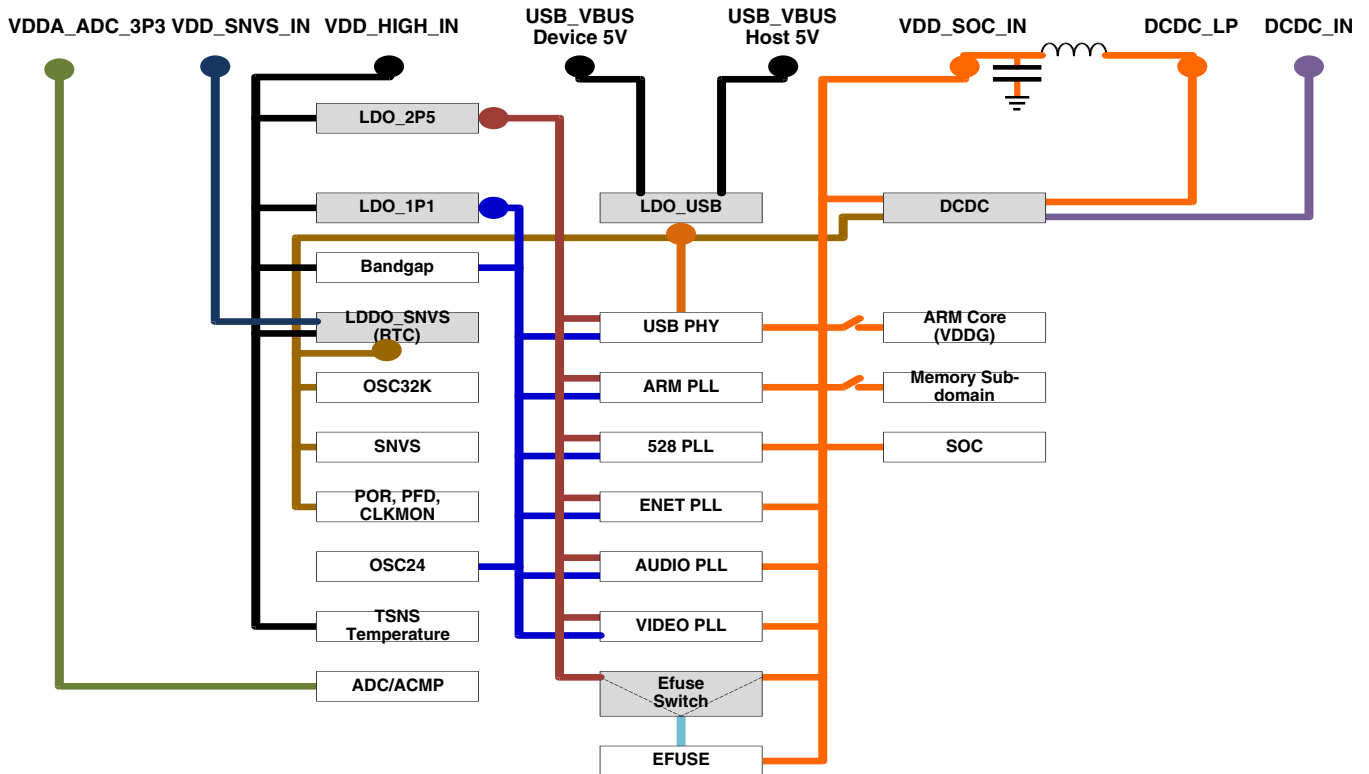 VDDA_ADC_3P3
VDD_SNVS_IN
VDD_HIGH_IN
USB_VBUS
Device 5V
USB_VBUS
Host 5V
VDD_SOC_IN
DCDC_LP
DCDC_IN
LDO_2P5
LDO_1P1
LDO_USB
DCDC
Bandgap
LDDO_SNVS
(RTC)
USB PHY
ARM Core
(VDDG)
OSC32K
ARM PLL
Memory Sub-
domain
SNVS
528 PLL
SOC
POR, PFD,
CLKMON
ENET PLL
OSC24
AUDIO PLL
TSNS
Temperature
VIDEO PLL
ADC/ACMP
Efuse
Switch
EFUSE